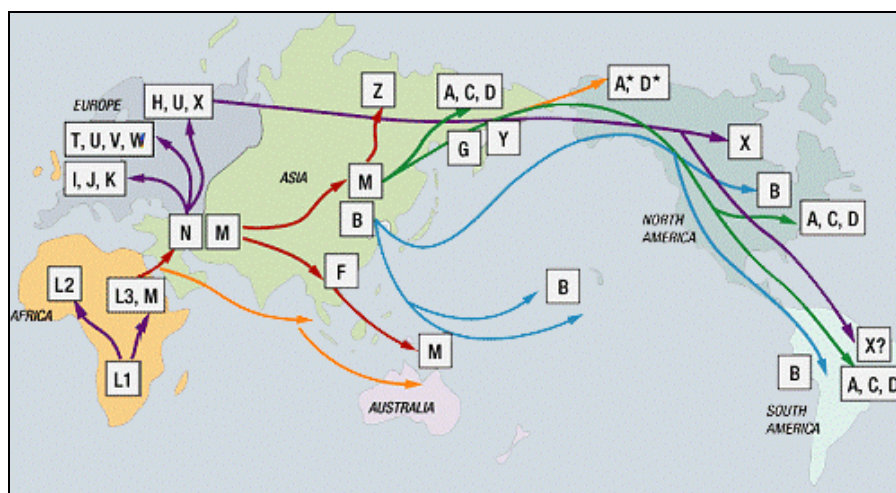 Z
A, C, D
A,* D*
EUROPE
H, U, X
T, U, V, W
G
Y
X
I, J, K
ASIA
M
B
B
N
M
NORTH
AMERICA
A, C, D
L2
L3, M
F
B
AFRICA
L1
M
X?
B
A, C, D
AUSTRALIA
SOUTH
AMERICA